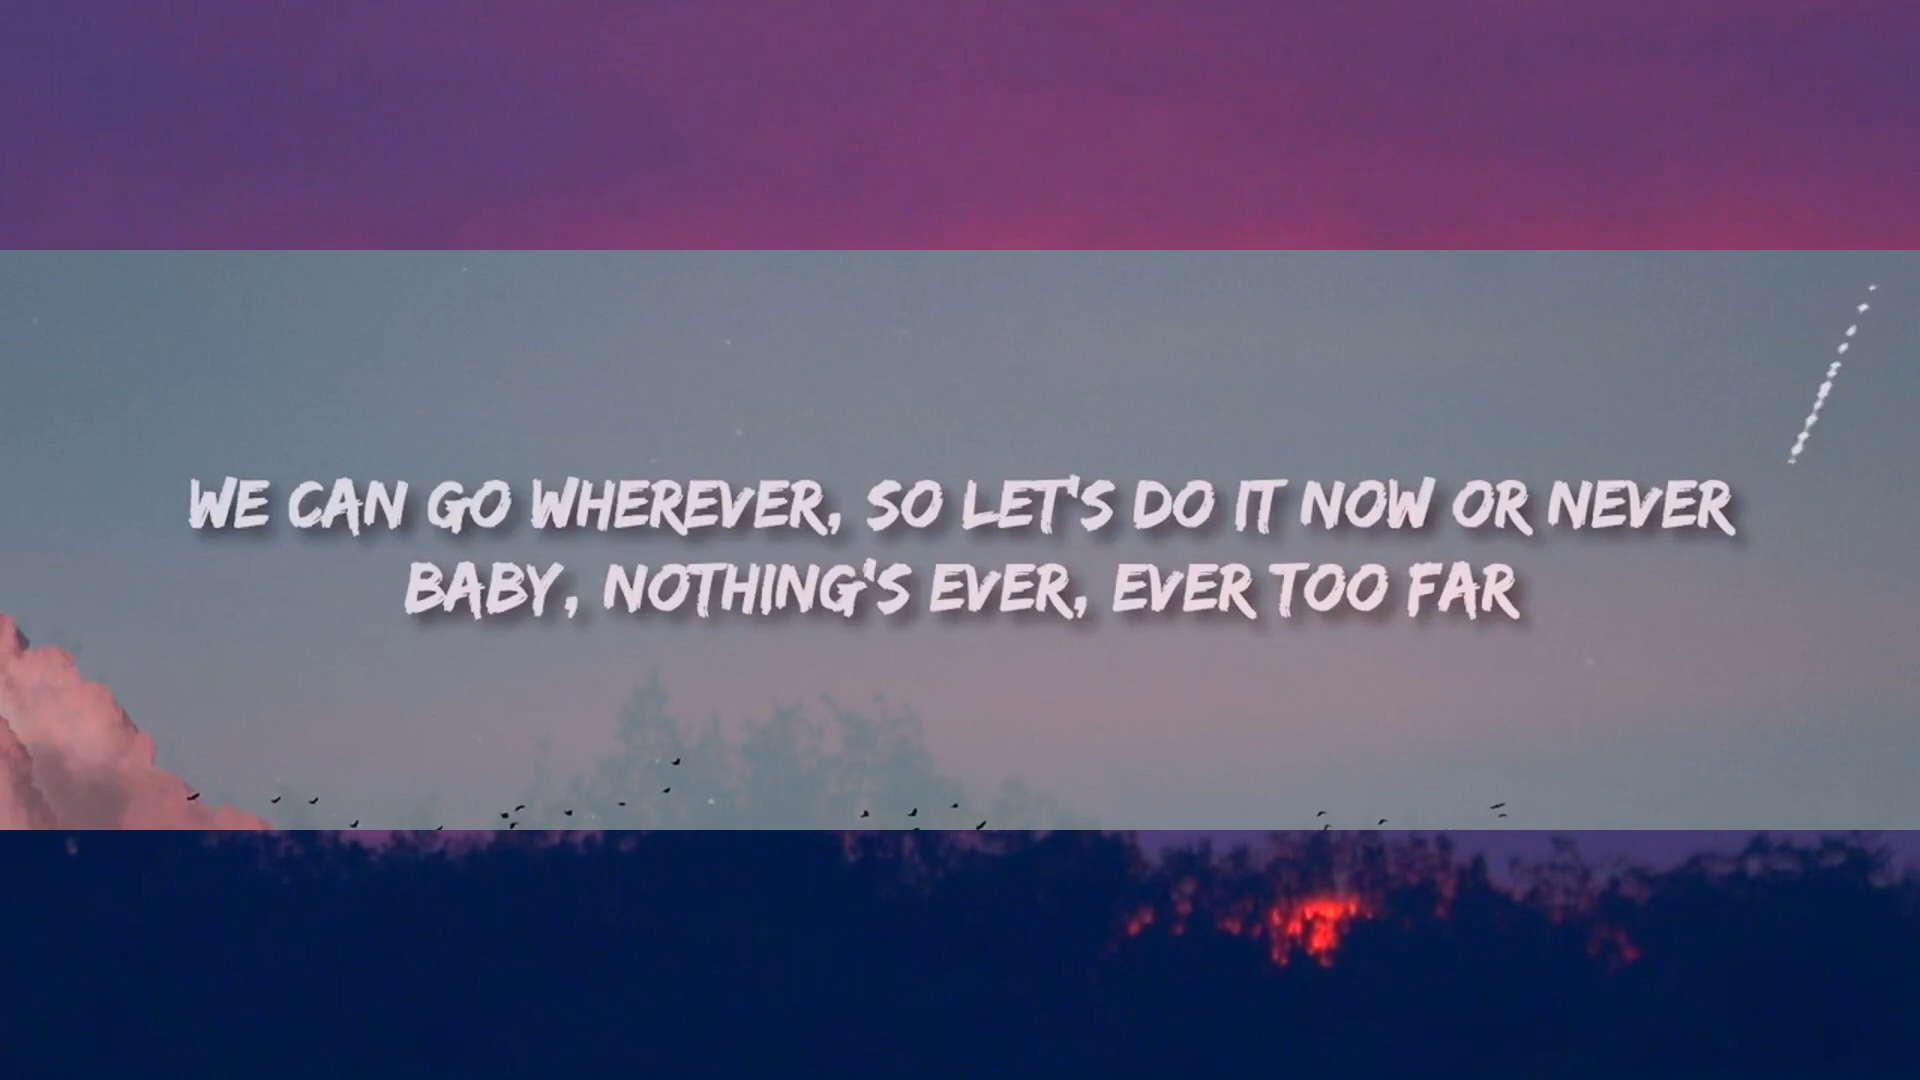 WE CAN GO WHEREVER, SO LET'S DO IT NOW OR NEVER
BABY, NOTHING'S EVER, EVER TOO FAR